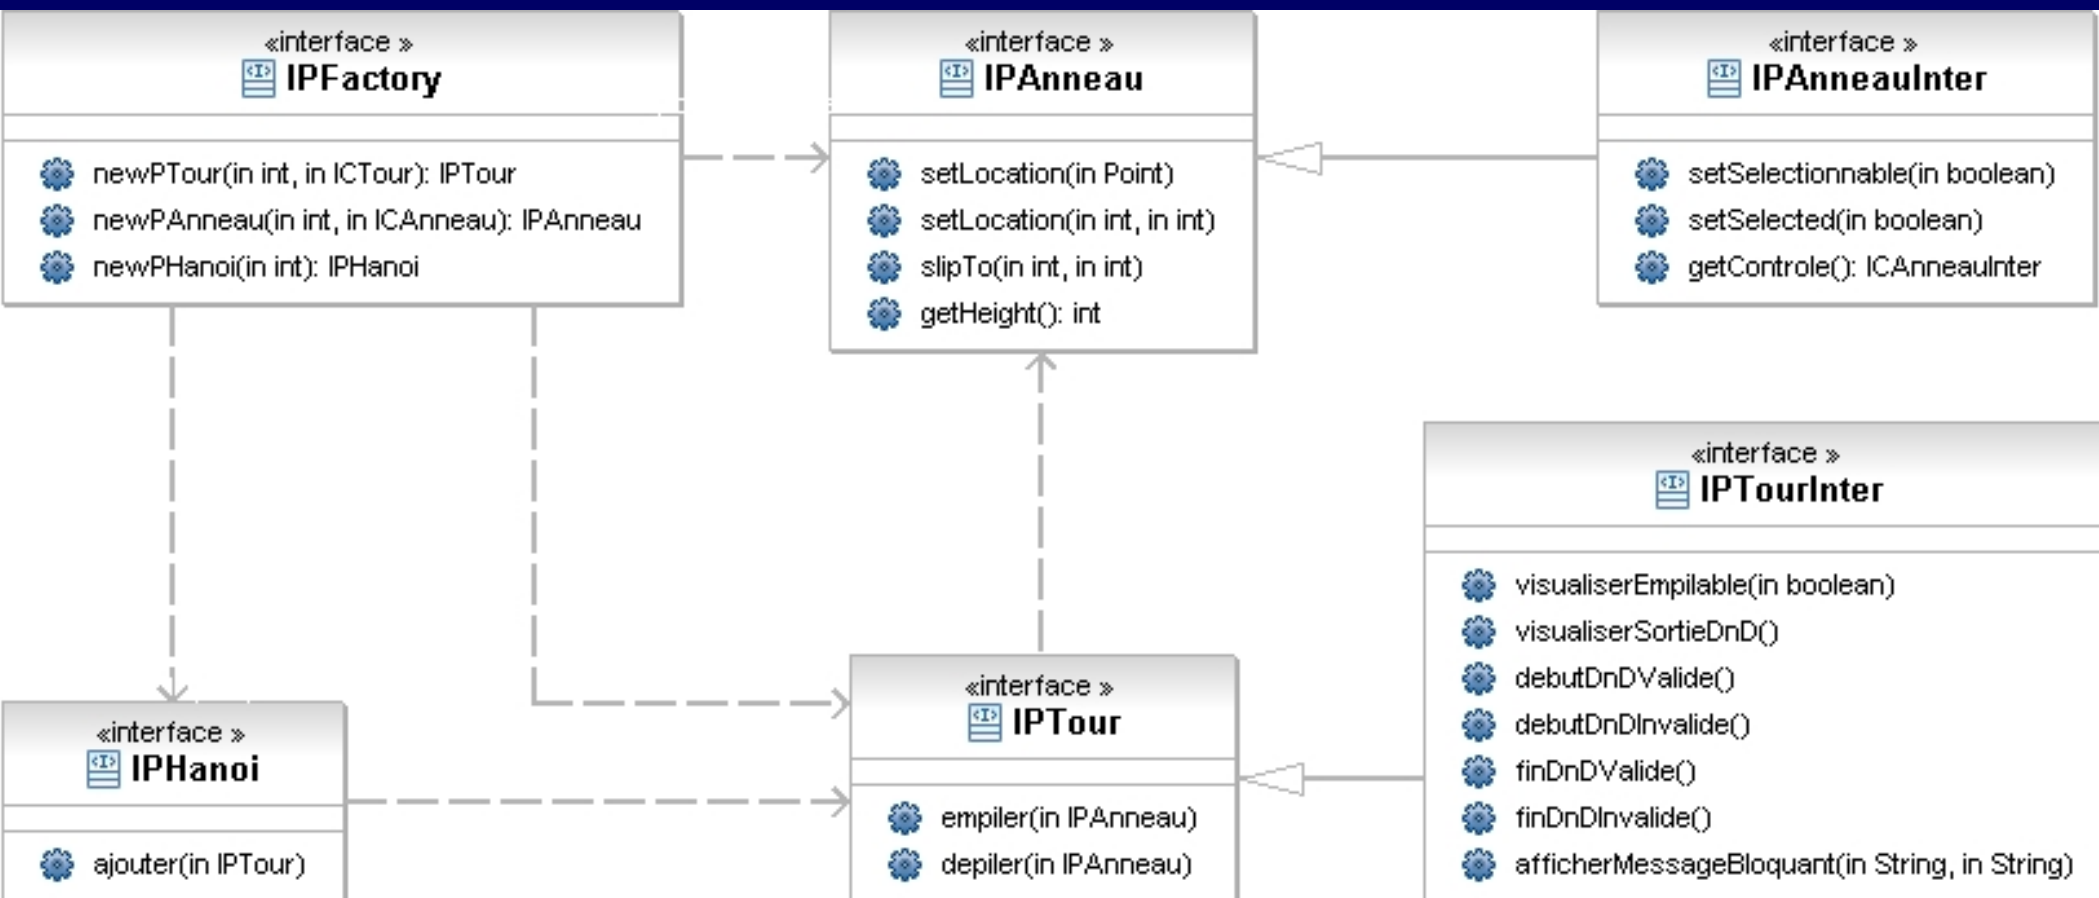 «interface »
IPFactory
newPTour(in int, in ICTour): IPTour
newPAnneau(in int, in ICAnneau): IPAnneau
newPHanoi(in int): IPHanoi
«interface »
IPAnneau
setLocation(in Point)
setLocation(in int, in int)
slipTo(in int, in int)
getHeight(): int
«interface »
IPAnneauInter
setSelectionnable(in boolean)
setSelected(in boolean)
getControle(): ICAnneauInter
«interface »
IPHanoi
ajouter(in IPTour)
«interface »
IPTour
empiler(in IPAnneau)
depiler(in IPAnneau)
«interface »
IPTourInter
visualiserEmpilable(in boolean)
visualiserSortieDnD()
debutDnDValide()
debutDnDInvalide()
finDnDValide()
finDnDInvalide()
afficherMessageBloquant(in String, in String)